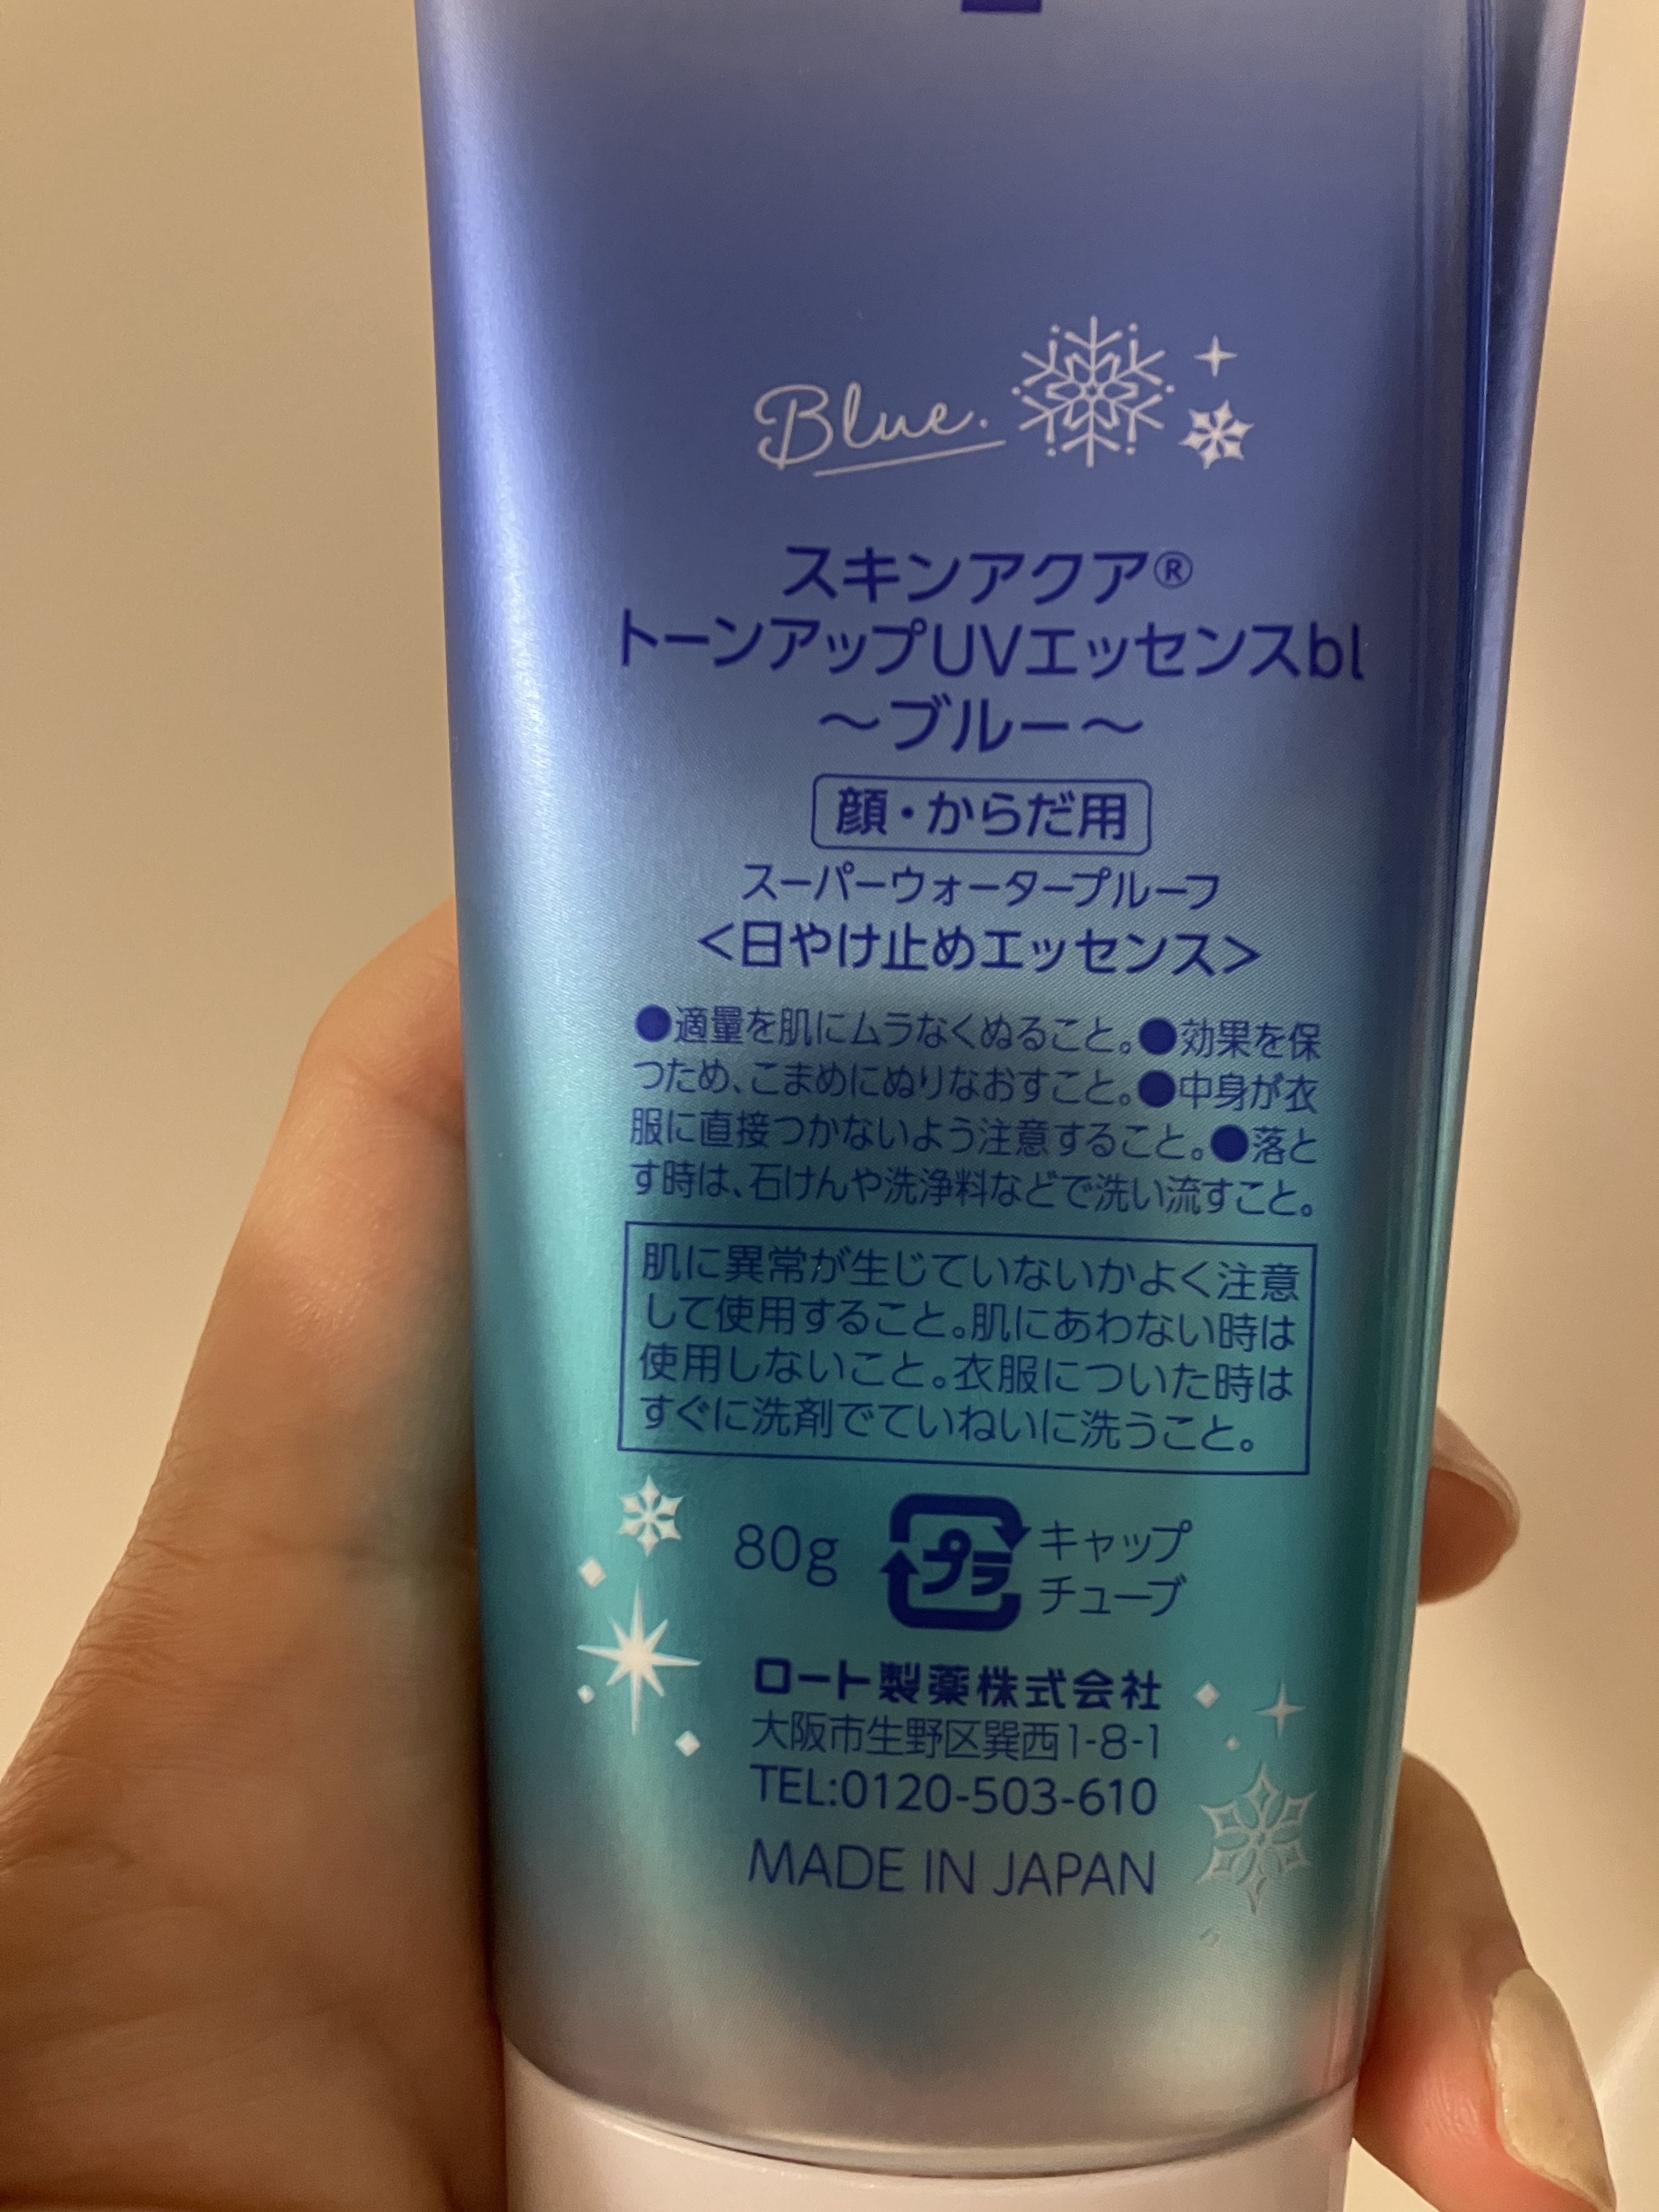 Blue.
スキンアクア®
トーンアップUVエッセンスbl
～ブルー～
顔・からだ用
スーパーウォータープルーフ
<日やけ止めエッセンス>
●適量を肌にムラなくぬること。●効果を保
つため、こまめにぬりなおすこと。●中身が衣
服に直接つかないよう注意すること。●落と
す時は、石けんや洗浄料などで洗い流すこと。
肌に異常が生じていないかよく注意
して使用すること。肌にあわない時は
使用しないこと。衣服についた時は
すぐに洗剤でていねいに洗うこと。
80g
プラ
キャップ
チューブ
ロート製薬株式会社
大阪市生野区巽西1-8-1
TEL:0120-503-610
MADE IN JAPAN